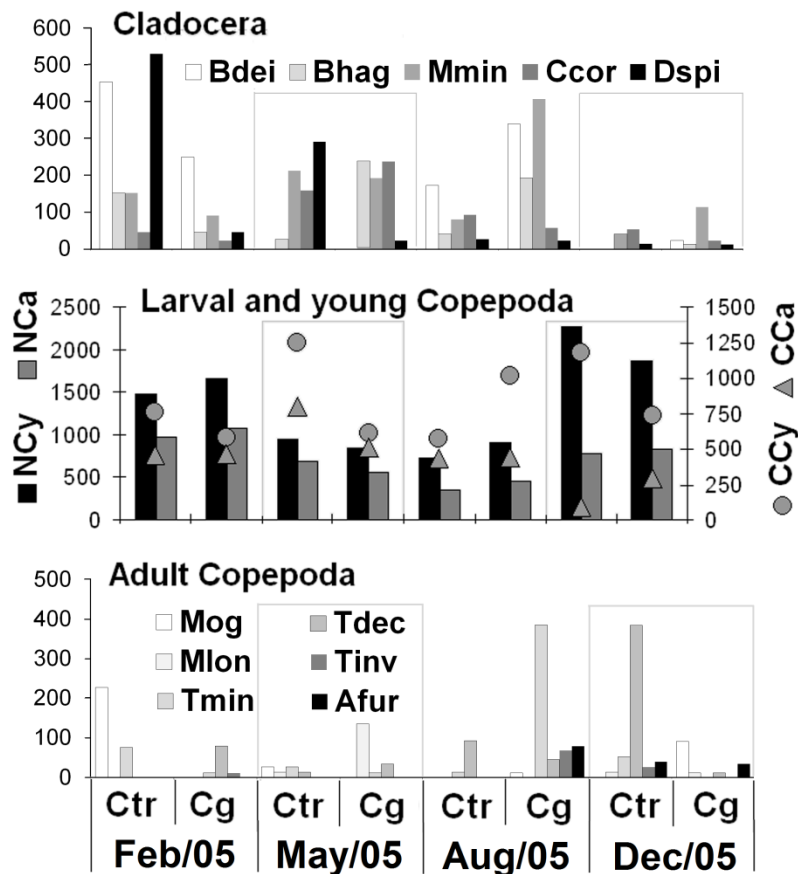 Cladocera
600
500
400
300
200
100
0
Bdei Bhag Mmin Ccor Dspi
Larval and young Copepoda
NCy NCa
2500
2000
1500
1000
500
0
1500
1250
1000
750
500
250
0
CCy CCa
Adult Copepoda
500
400
300
200
100
0
Mog Tdec
Mlon Tinv
Tmin Afur
Ctr Cg Ctr Cg Ctr Cg Ctr Cg
Feb/05 May/05 Aug/05 Dec/05